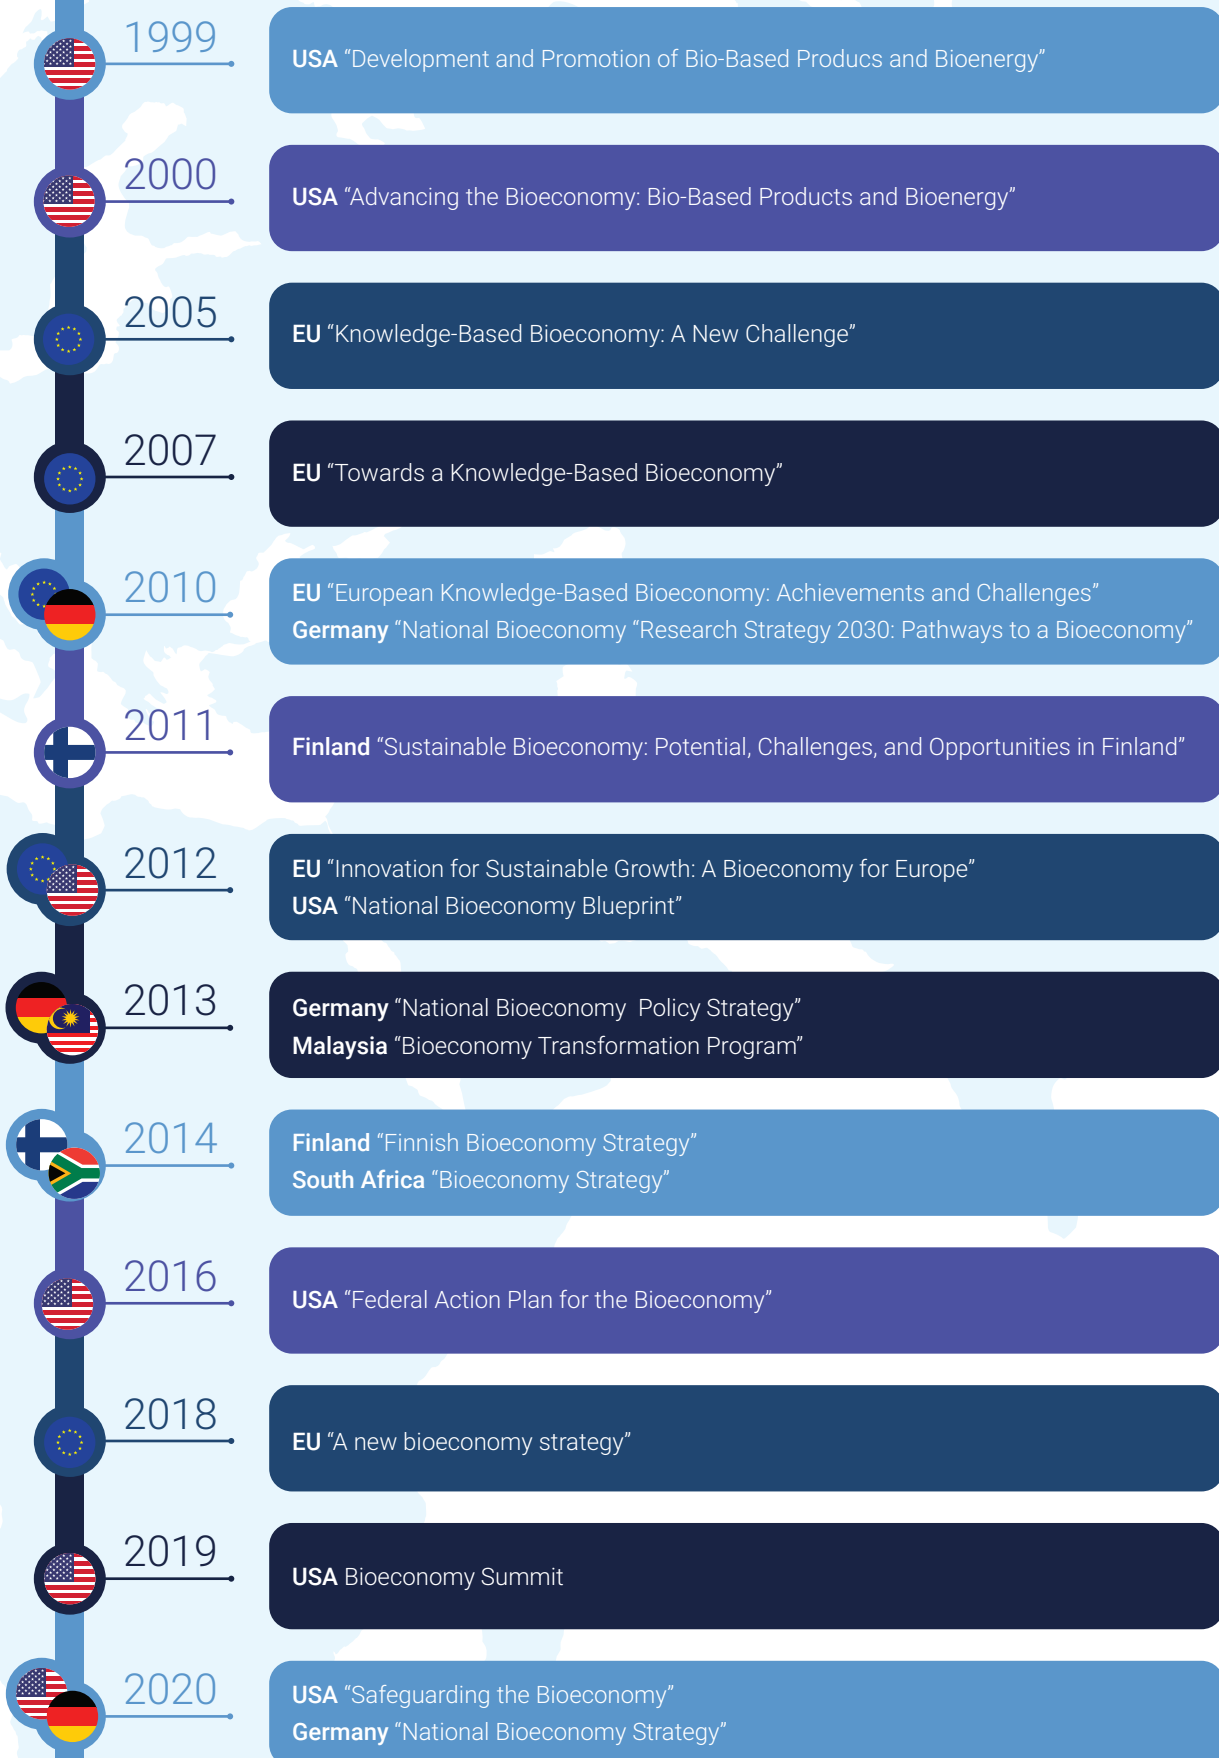 1999
USA “Development and Promotion of Bio-Based Producs and Bioenergy”
2000
USA “Advancing the Bioeconomy: Bio-Based Products and Bioenergy”
2005
EU “Knowledge-Based Bioeconomy: A New Challenge”
2007
EU “Towards a Knowledge-Based Bioeconomy”
2010
EU “European Knowledge-Based Bioeconomy: Achievements and Challenges”
Germany “National Bioeconomy “Research Strategy 2030: Pathways to a Bioeconomy”
2011
Finland “Sustainable Bioeconomy: Potential, Challenges, and Opportunities in Finland”
2012
EU “Innovation for Sustainable Growth: A Bioeconomy for Europe”
USA “National Bioeconomy Blueprint”
2013
Germany “National Bioeconomy Policy Strategy”
Malaysia “Bioeconomy Transformation Program”
2014
Finland “Finnish Bioeconomy Strategy”
South Africa “Bioeconomy Strategy”
2016
USA “Federal Action Plan for the Bioeconomy”
2018
EU “A new bioeconomy strategy”
2019
USA Bioeconomy Summit
2020
USA “Safeguarding the Bioeconomy”
Germany “National Bioeconomy Strategy”